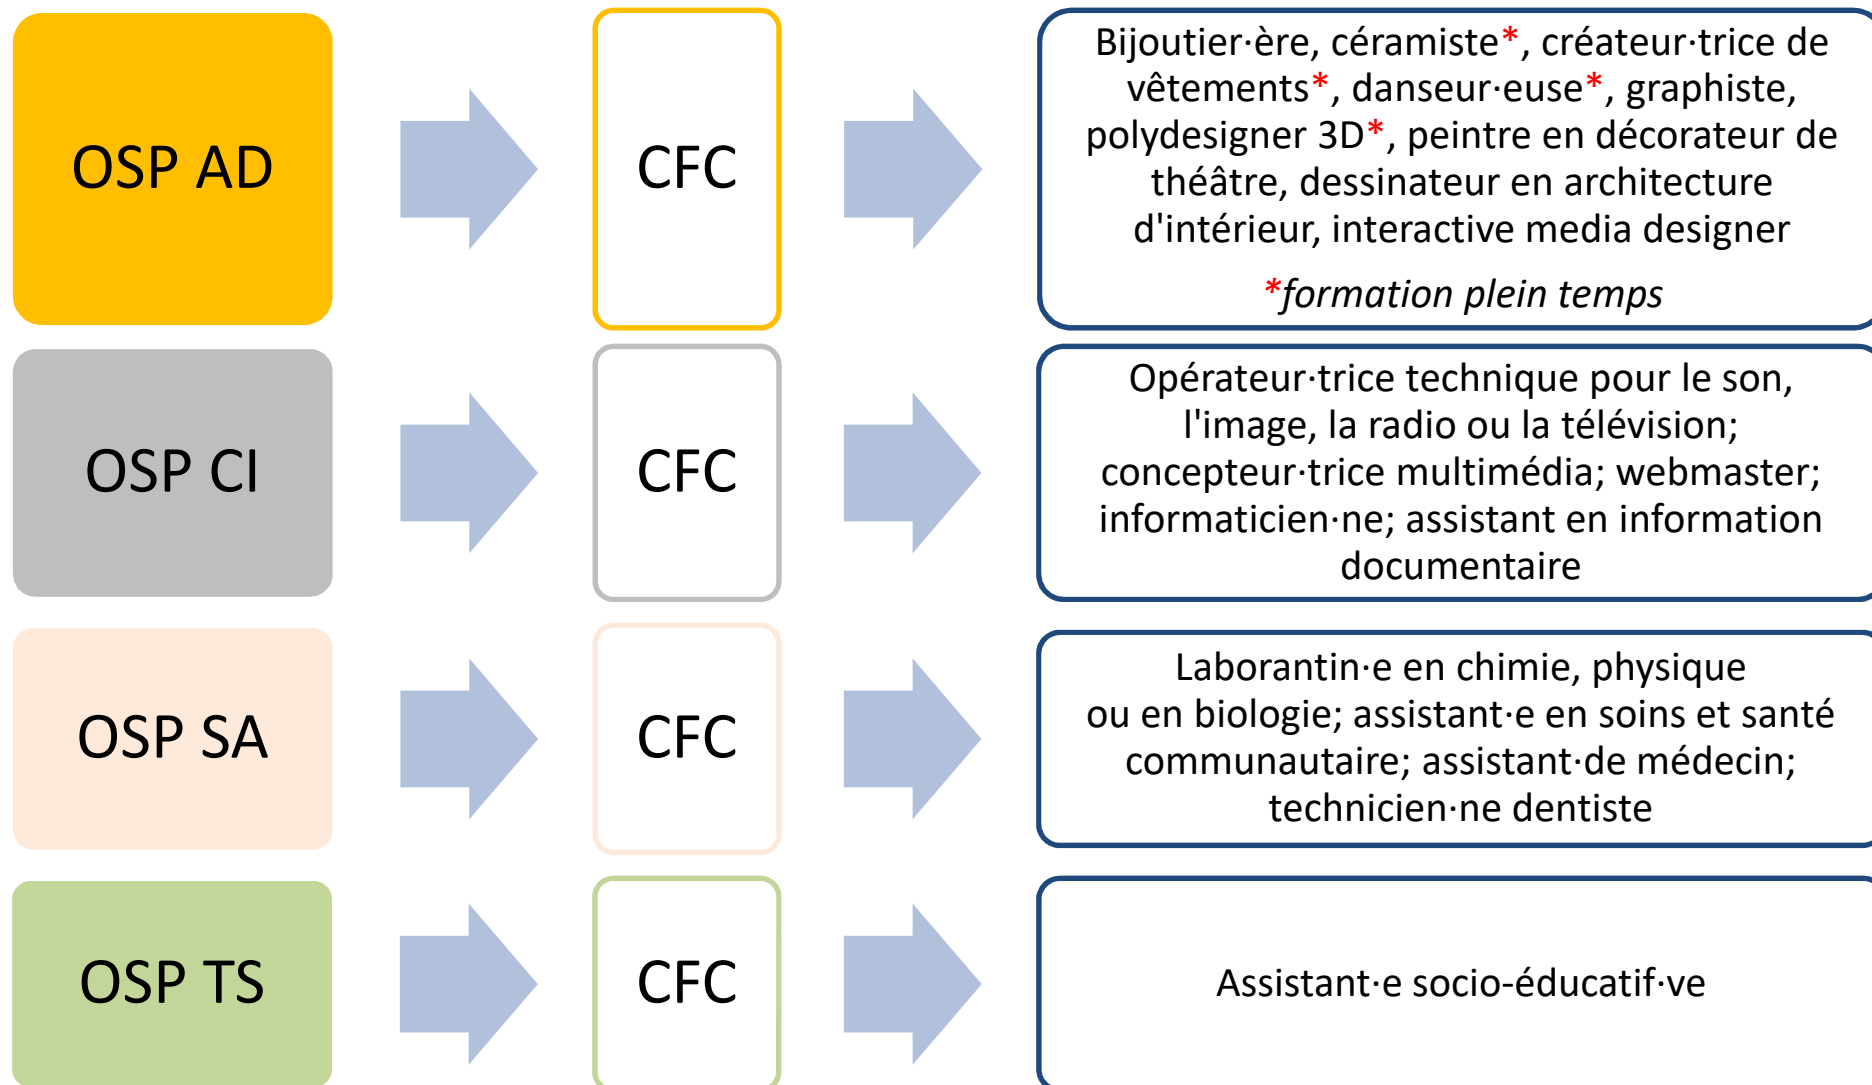 OSP AD
CFC
Bijoutier·ère, céramiste*, créateur·trice de
vêtements*, danseur·euse*, graphiste,
polydesigner 3D*, peintre en décorateur de
théâtre, dessinateur en architecture
d'intérieur, interactive media designer
*formation plein temps
OSP CI
CFC
Opérateur·trice technique pour le son,
l'image, la radio ou la télévision;
concepteur·trice multimédia; webmaster;
informaticien·ne; assistant en information
documentaire
OSP SA
CFC
Laborantin·e en chimie, physique
ou en biologie; assistant·e en soins et santé
communautaire; assistant·de médecin;
technicien·ne dentiste
OSP TS
CFC
Assistant·e socio-éducatif·ve